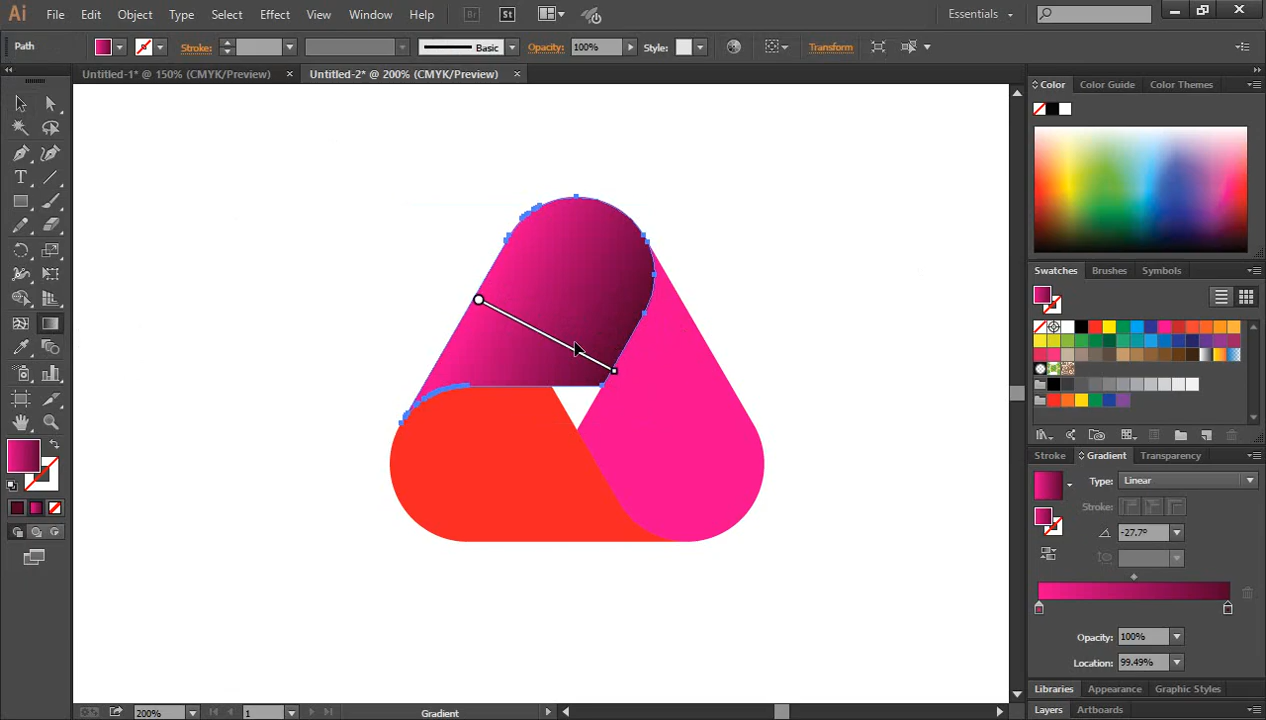 Ai File Edit Object Type Select Effect View Window Help Br St Essentials
Path Stroke: Basic Opacity: 100% Style: Transform
Untitled-1* @ 150% (CMYK/Preview) × Untitled-2* @ 200% (CMYK/Preview) ×
Color Color Guide Color Themes
Swatches Brushes Symbols
Stroke Gradient Transparency
Type: Linear
Stroke:
-27.7°
Opacity: 100%
Location: 99.49%
Libraries Appearance Graphic Styles
Layers Artboards
200% 1 Gradient